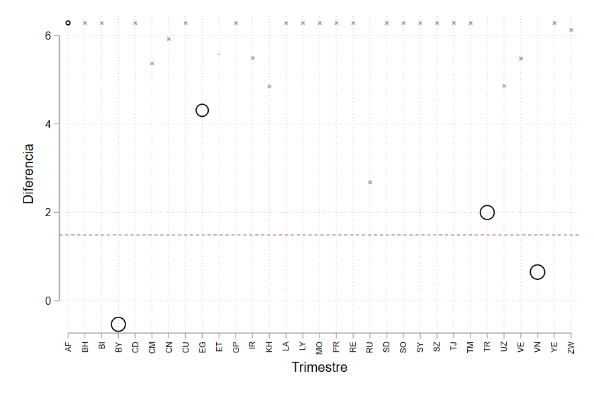 Diferencia
6
4
2
0
AF BH BI BY CD CM CN CU EG ET GP IR KH LA LY MO PR RE RU SD SO SY SZ TJ TM TR UZ VE VN YE ZW
Trimestre